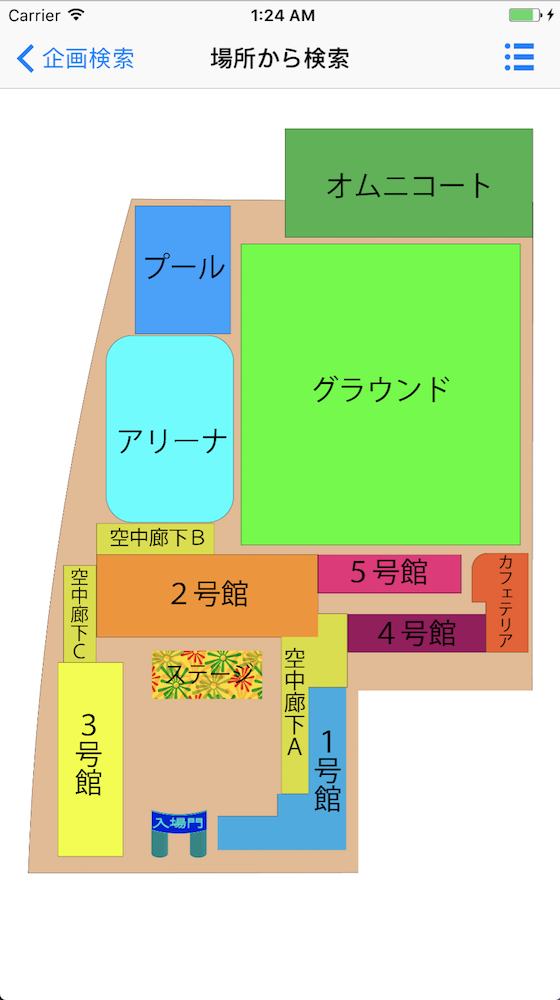 Carrier 1:24 AM
企画検索 場所から検索
オムニコート
プール
グラウンド
アリーナ
空中廊下B
空中廊下C
2号館
5号館
カフェテリア
4号館
ステージ
空中廊下A
3号館
1号館
入場門